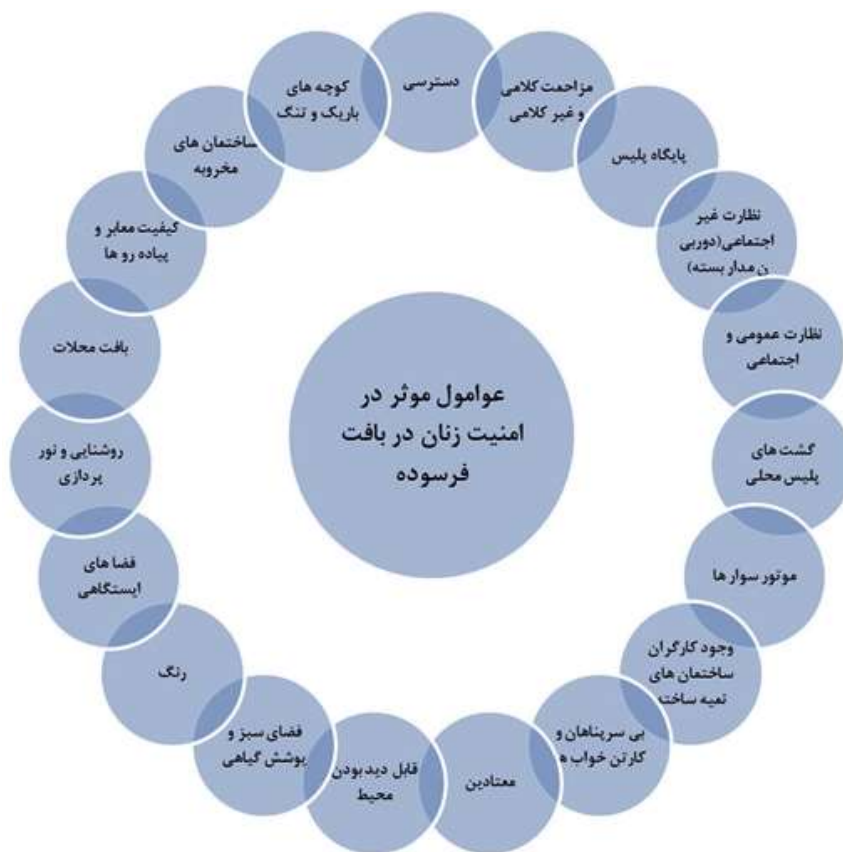 عوامول موثر در
امنیت زنان در بافت
فرسوده
دسترسی
مزاحمت کلامی
و غیر کلامی
پایگاه پلیس
نظارت غیر
اجتماعی(دوربی
ن مدار بسته)
نظارت عمومی و
اجتماعی
گشت های
پلیس محلی
موتور سوار ها
وجود کارگران
ساختمان های
نمیه ساخت
بی سرپناهان و
کارتن خواب ه
معتادین
قابل دید بودن
محیط
فضای سبز و
پوشش گیاهی
رنگ
فضا های
ایستگاهی
روشنایی و نور
پردازی
بافت محلات
کیفیت معابر و
پیاده رو ها
ساختمان های
مخروبه
کوچه های
باریک و تنگ